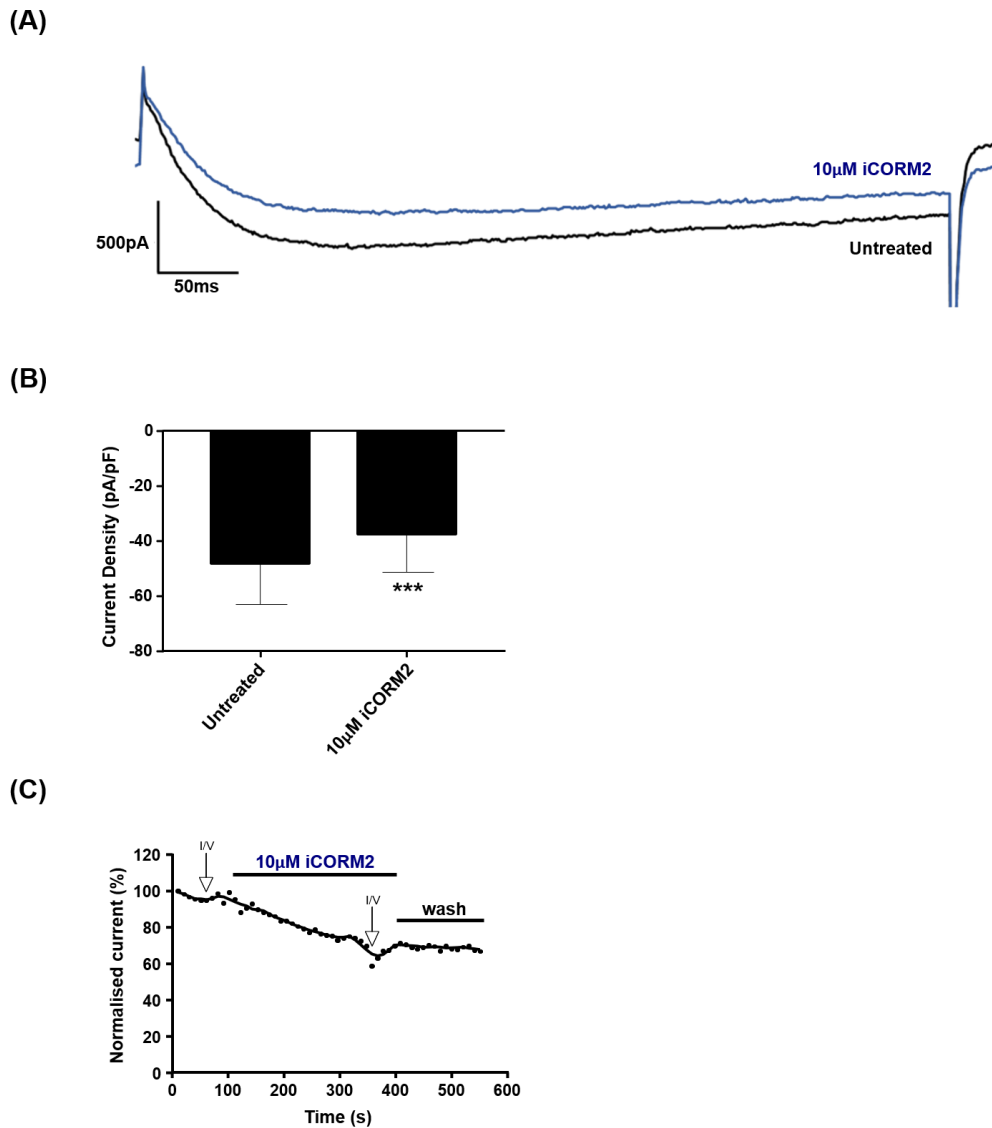 (A)
10µM iCORM2
500pA
Untreated
50ms
(B)
0
-20
-40
-60
-80
Current Density (pA/pF)
***
Untreated
10µM iCORM2
(C)
I/V
120
100
80
60
40
20
0
Normalised current (%)
10µM iCORM2
I/V
wash
0 100 200 300 400 500 600
Time (s)